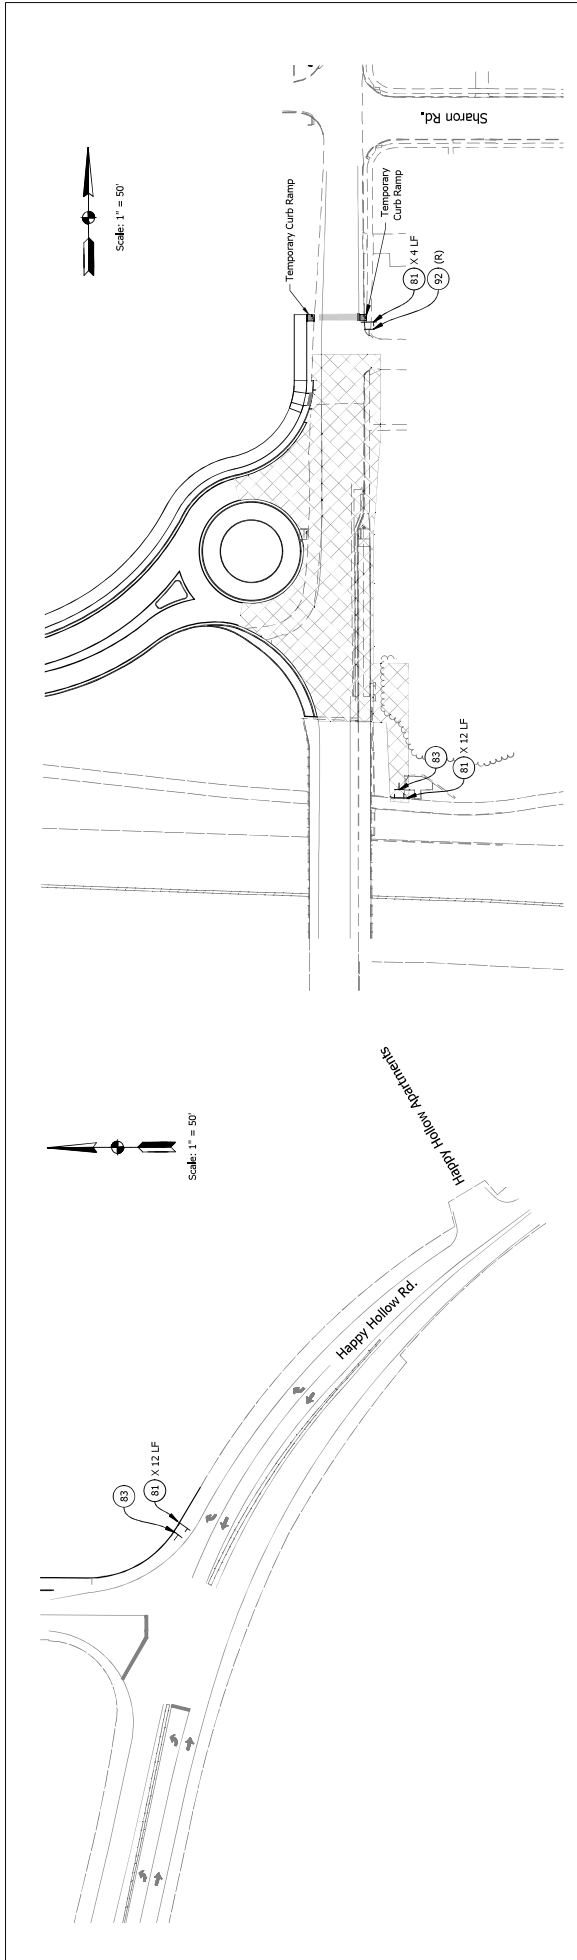 Sharon Rd.
Scale: 1" = 50'
Temporary Curb Ramp
Temporary
Curb Ramp
81 X 4 LF
92 (R)
83
81 X 12 LF
Happy Hollow Apartments
Scale: 1" = 50'
Happy Hollow Rd.
83
81 X 12 LF